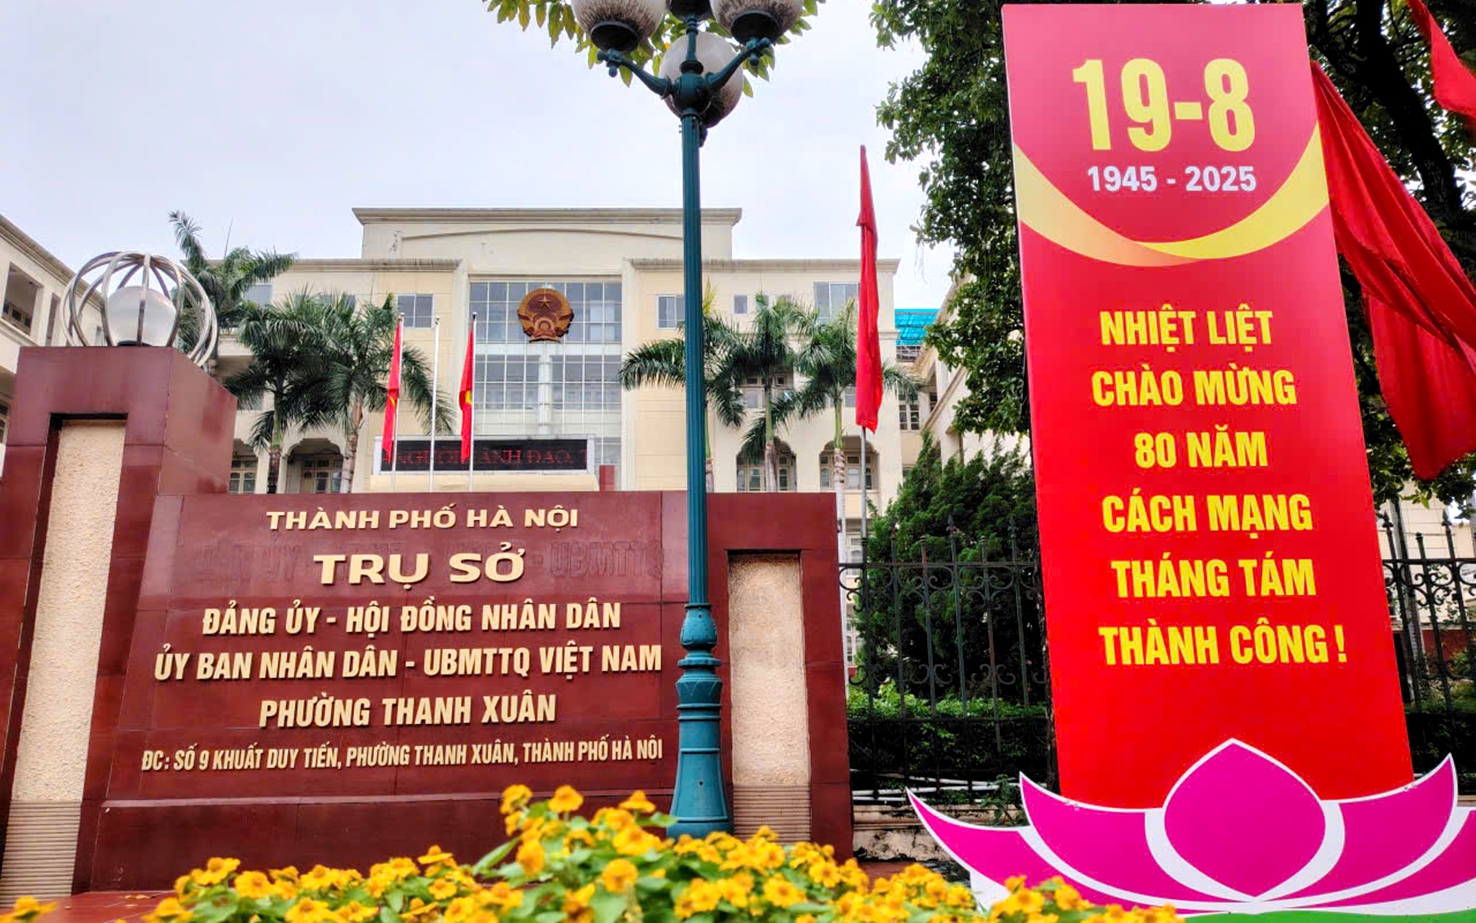 THÀNH PHỐ HÀ NỘI
TRỤ SỞ
ĐẢNG ỦY - HỘI ĐỒNG NHÂN DÂN
ỦY BAN NHÂN DÂN - UBMTTQ VIỆT NAM
PHƯỜNG THANH XUÂN
ĐC: SỐ 9 KHUẤT DUY TIẾN, PHƯỜNG THANH XUÂN, THÀNH PHỐ HÀ NỘI
19-8
1945 - 2025
NHIỆT LIỆT
CHÀO MỪNG
80 NĂM
CÁCH MẠNG
THÁNG TÁM
THÀNH CÔNG !